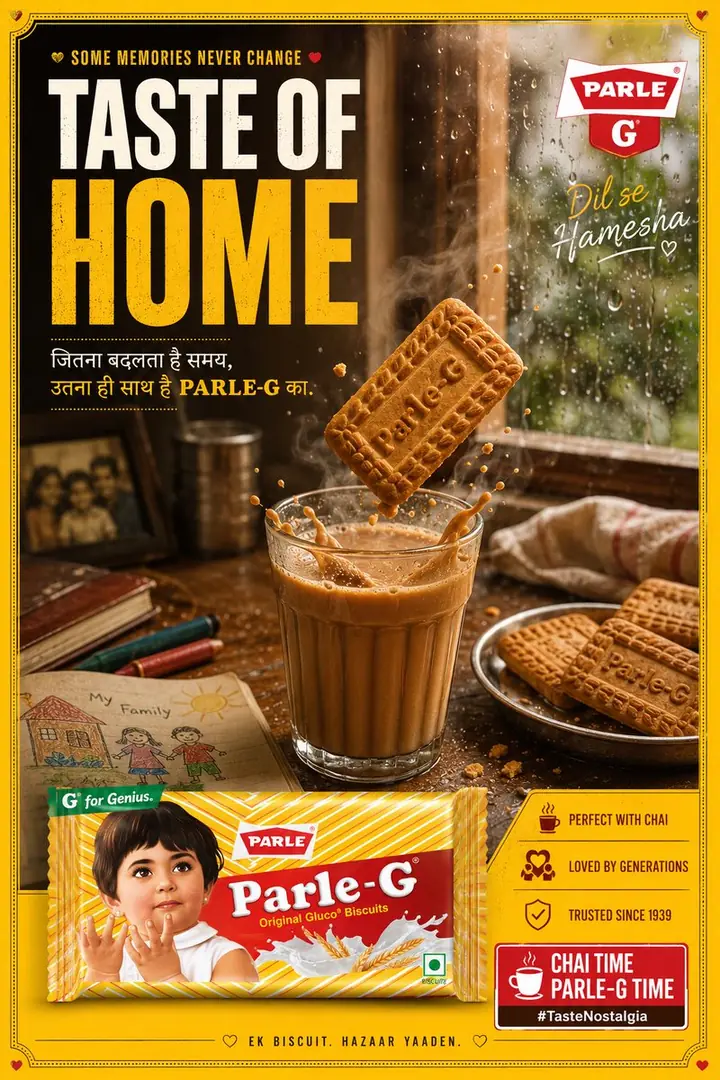 SOME MEMORIES NEVER CHANGE
TASTE OF
HOME
जितना बदलता है समय,
उतना ही साथ है PARLE-G का.
PARLE®
G
Dil se
Hamesha
Parle-G
Parle-G
My Family
G® for Genius.
PARLE®
Parle-G®
Original Gluco® Biscuits
BISCUITS
PERFECT WITH CHAI
LOVED BY GENERATIONS
TRUSTED SINCE 1939
CHAI TIME
PARLE-G TIME
#TasteNostalgia
EK BISCUIT. HAZAAR YAADEN.